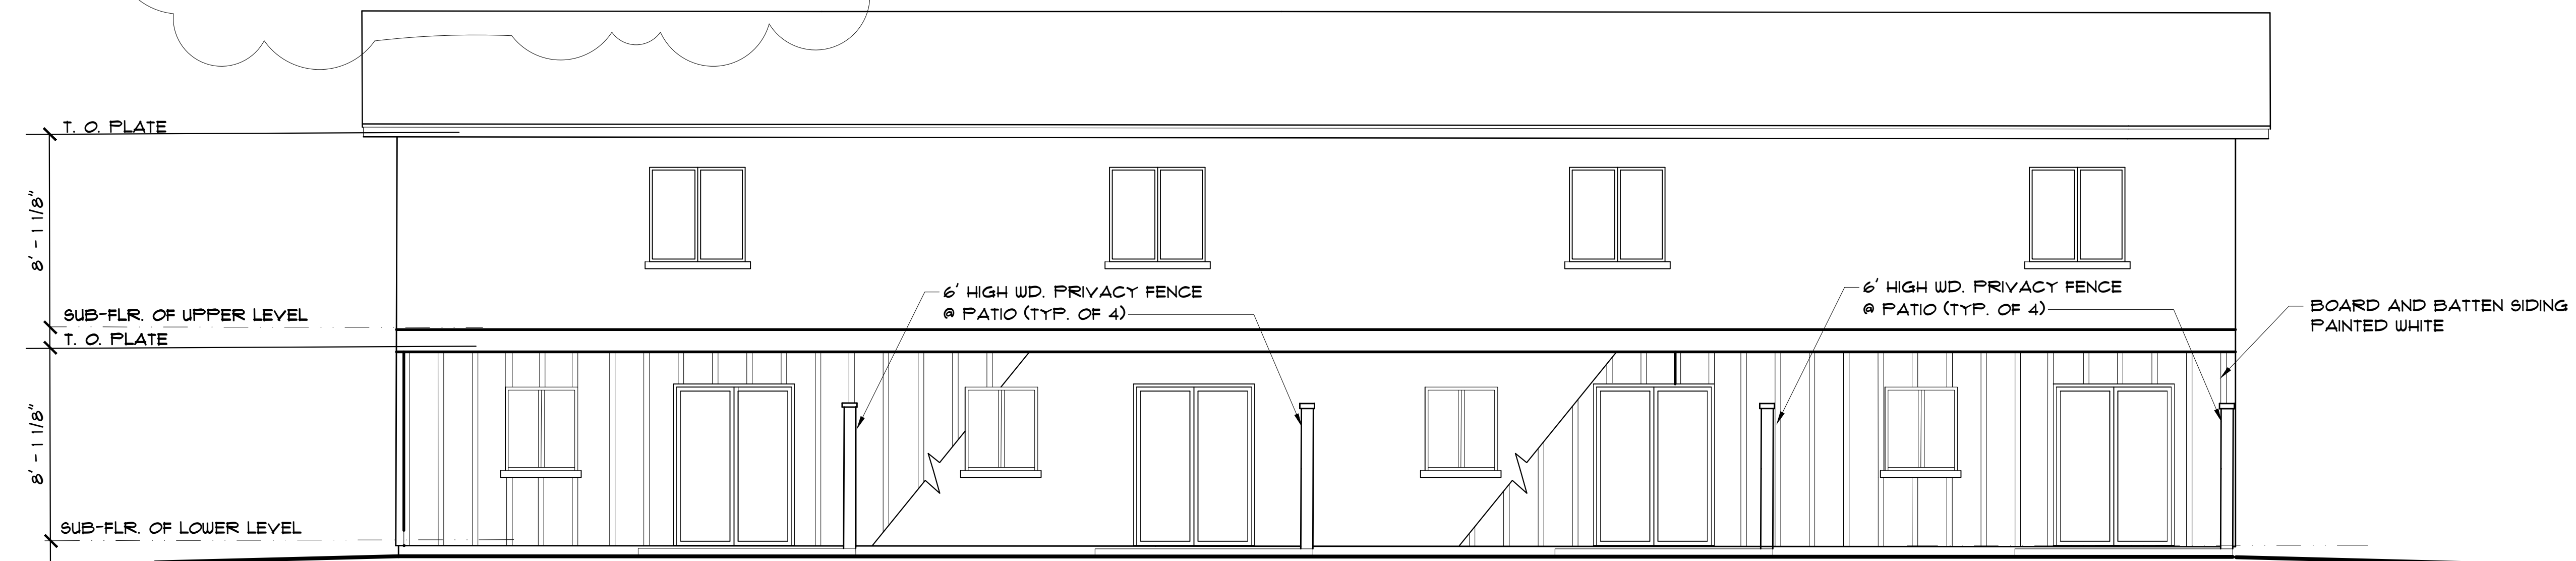 T. O. PLATE
8' - 1 1/8"
SUB-FLR. OF UPPER LEVEL
T. O. PLATE
8' - 1 1/8"
SUB-FLR. OF LOWER LEVEL
6' HIGH WD. PRIVACY FENCE
@ PATIO (TYP. OF 4)
6' HIGH WD. PRIVACY FENCE
@ PATIO (TYP. OF 4)
BOARD AND BATTEN SIDING
PAINTED WHITE